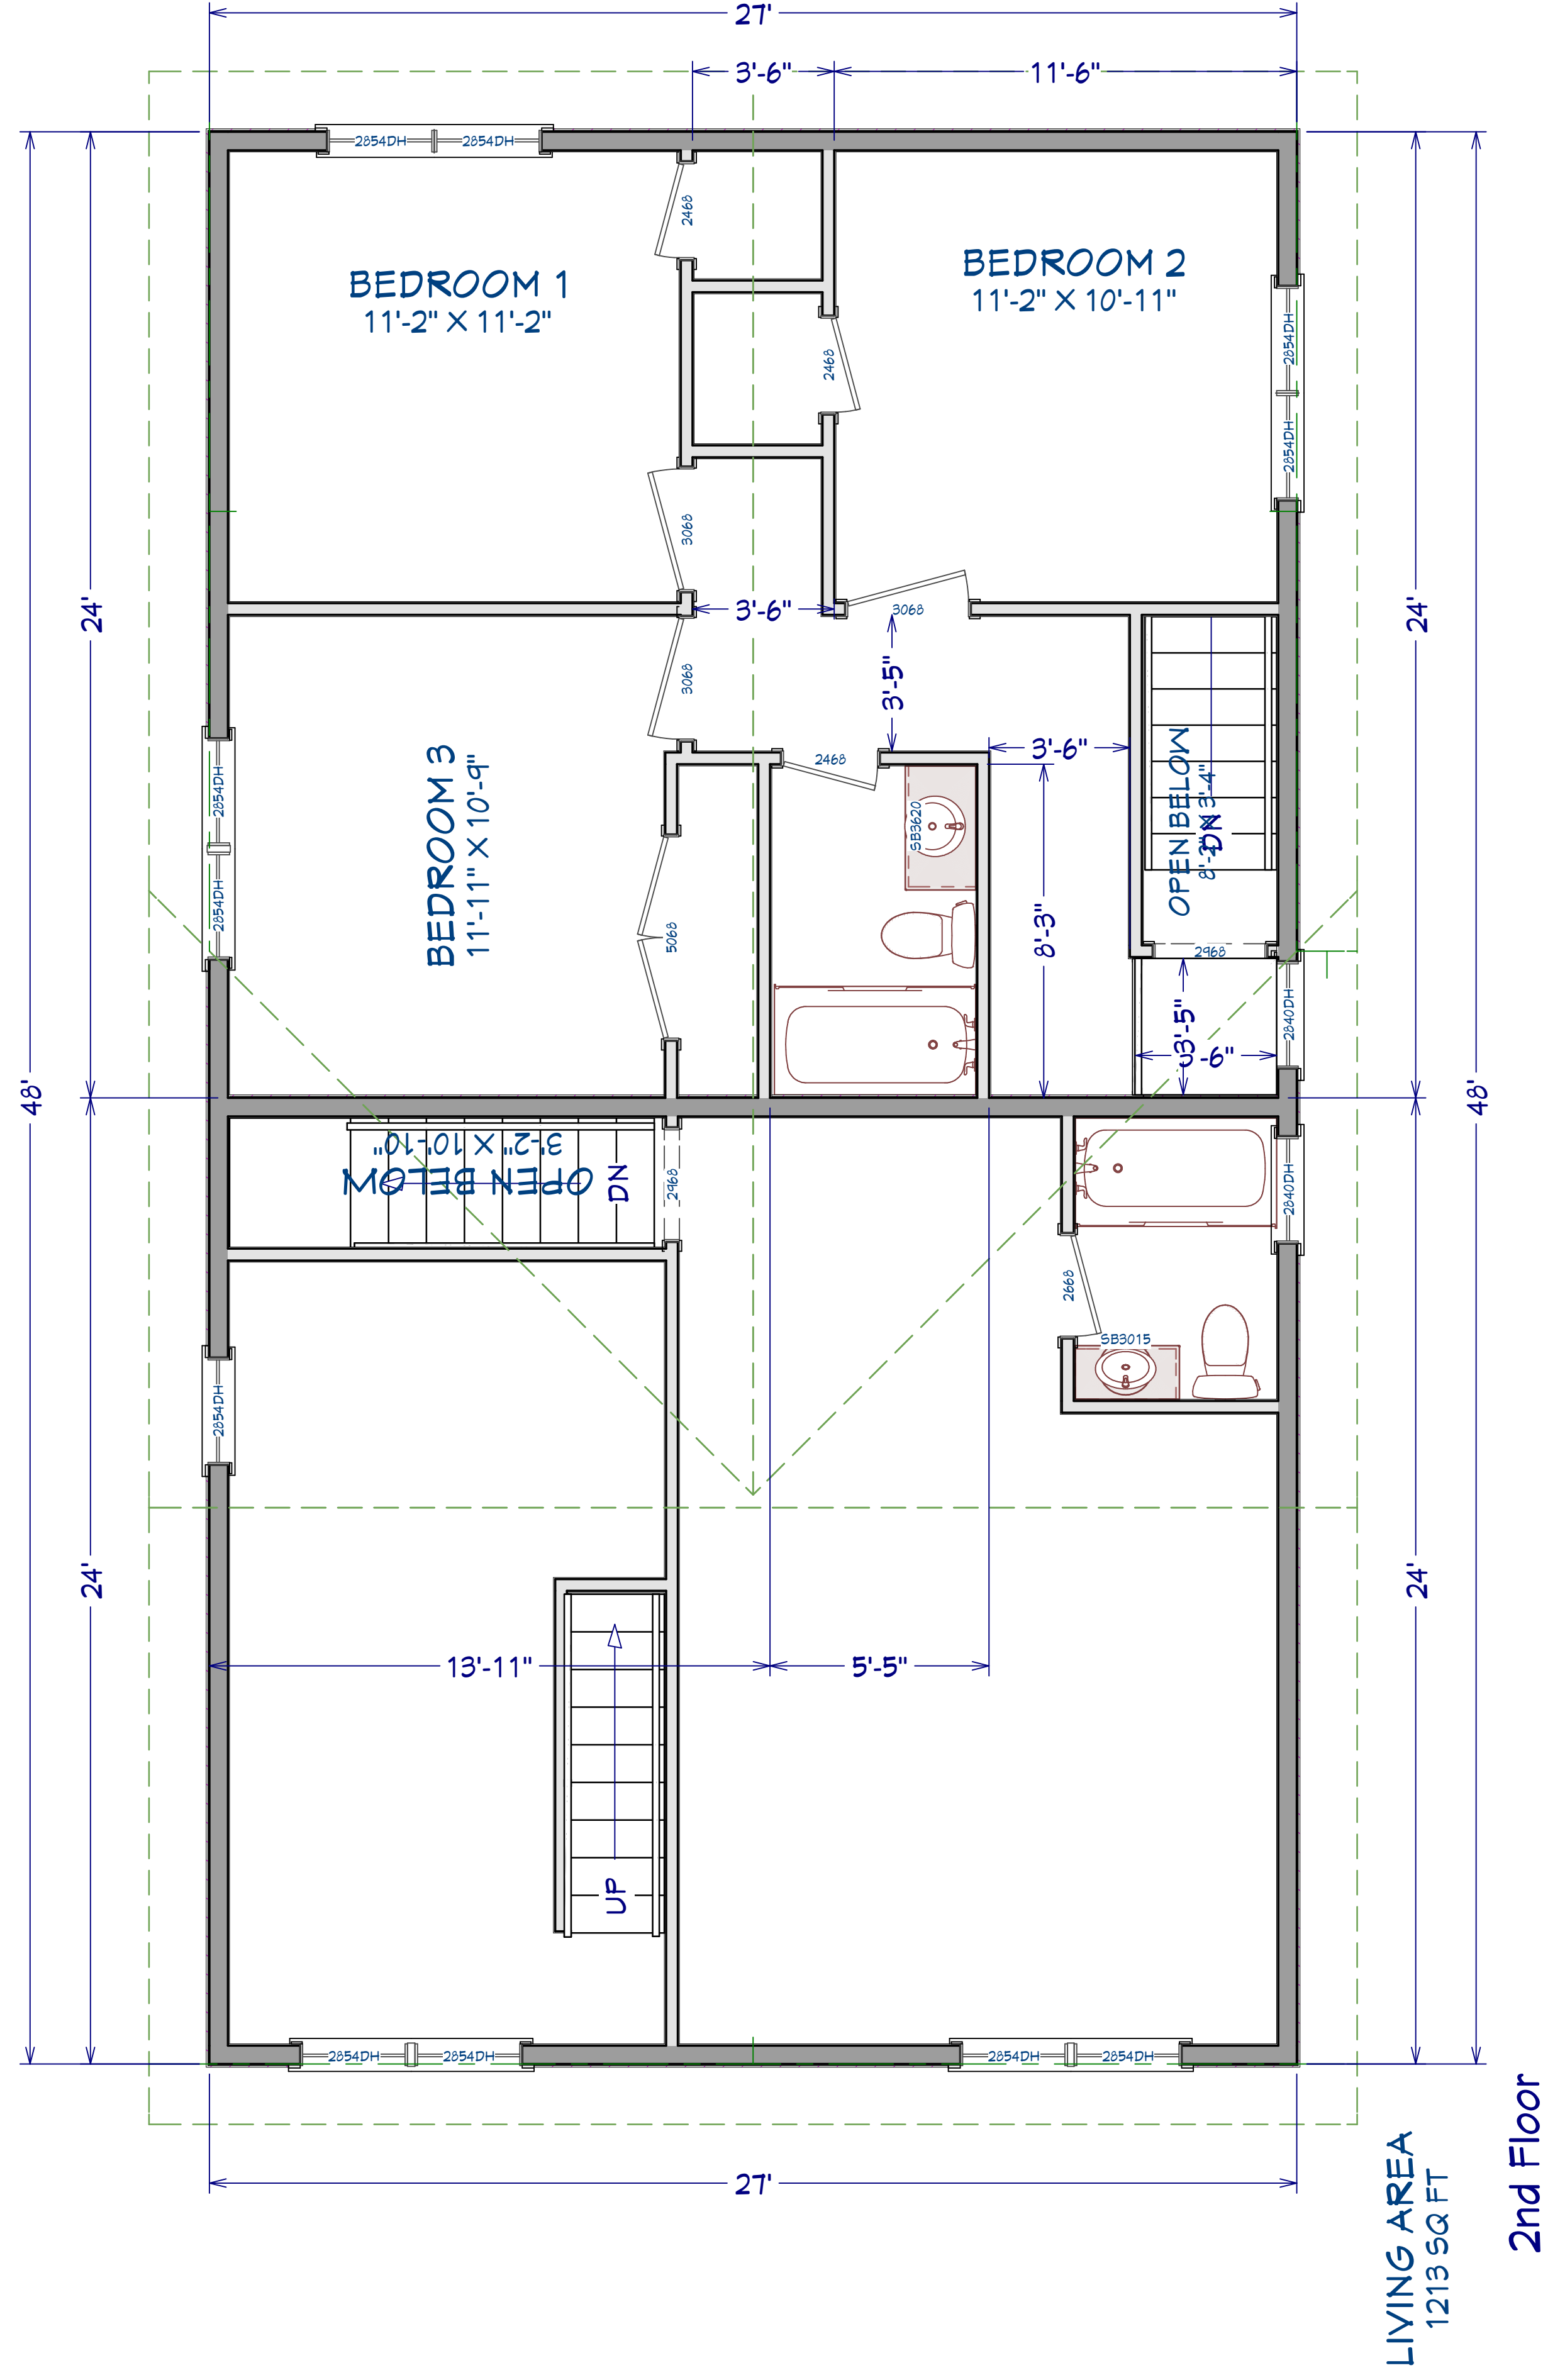 27'
3'-6"
11'-6"
2854DH
2854DH
2468
BEDROOM 1
11'-2" X 11'-2"
BEDROOM 2
11'-2" X 10'-11"
2468
2854DH
2854DH
3068
24'
24'
3'-6"
3068
3068
3'-5"
3'-6"
2468
BEDROOM 3
11'-11" X 10'-9"
2854DH
2854DH
SB3620
OPEN BELOW
8'-2" X 3'-4"
DN
5068
8'-3"
2968
3'-5"
3'-6"
2840DH
48'
48'
3'-2" X 10'-10"
OPEN BELOW
DN
2968
2840DH
2668
SB3015
2854DH
24'
24'
13'-11"
5'-5"
UP
2854DH
2854DH
2854DH
2854DH
27'
LIVING AREA
1213 SQ FT
2nd Floor